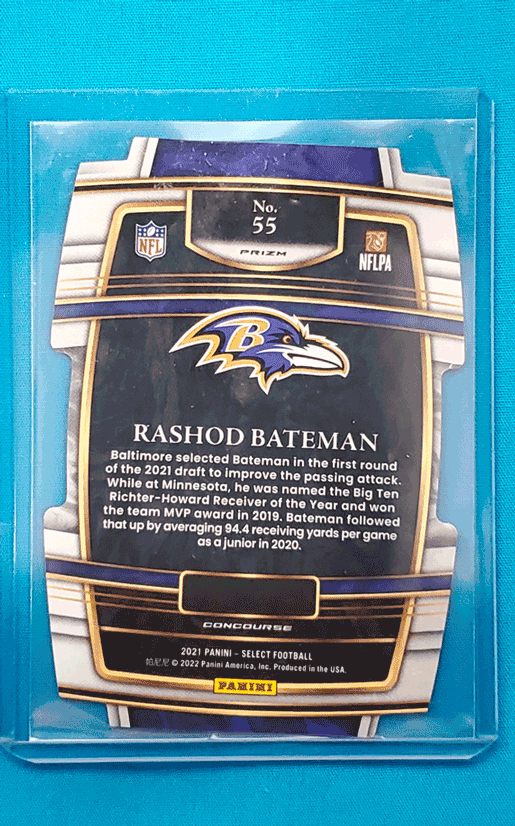 No.
55
PRIZM
NFL
NFLPA
B
RASHOD BATEMAN
Baltimore selected Bateman in the first round
of the 2021 draft to improve the passing attack.
While at Minnesota, he was named the Big Ten
Richter-Howard Receiver of the Year and won
the team MVP award in 2019. Bateman followed
that up by averaging 94.4 receiving yards per game
as a junior in 2020.
CONCOURSE
2021 PANINI – SELECT FOOTBALL
帕尼尼 © 2022 Panini America, Inc. Produced in the USA.
PANINI